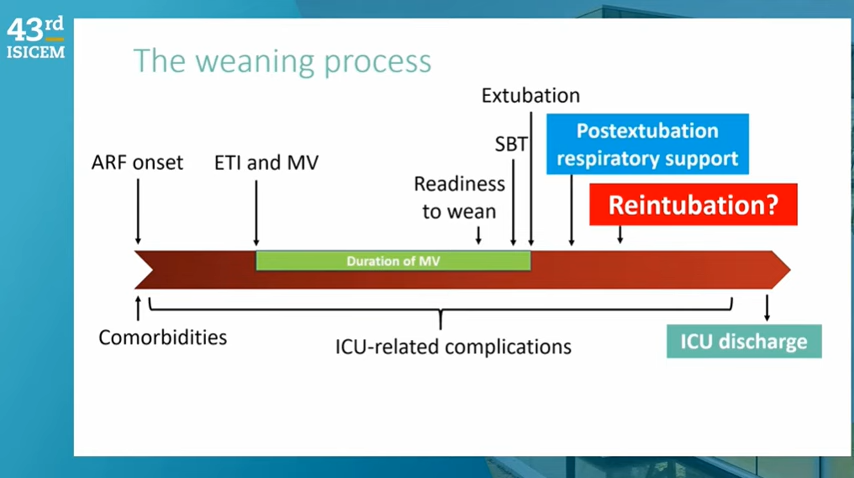 43rd
ISICEM
The weaning process
Extubation
Postextubation
respiratory support
SBT
ARF onset
ETI and MV
Readiness
to wean
Reintubation?
Duration of MV
Comorbidities
ICU-related complications
ICU discharge